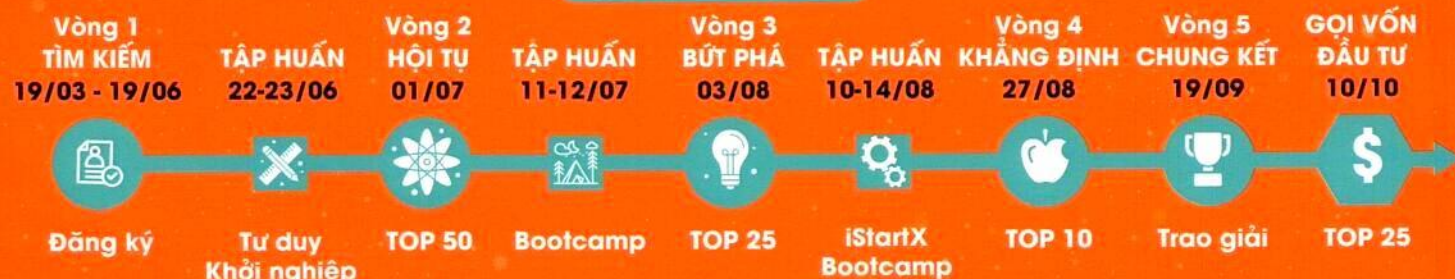 Vòng 1
TÌM KIẾM
19/03 - 19/06
Đăng ký
TẬP HUẤN
22-23/06
Tư duy
Khởi nghiệp
Vòng 2
HỘI TỤ
01/07
TOP 50
TẬP HUẤN
11-12/07
Bootcamp
Vòng 3
BỨT PHÁ
03/08
TOP 25
TẬP HUẤN
10-14/08
iStartX
Bootcamp
Vòng 4
KHẲNG ĐỊNH
27/08
TOP 10
Vòng 5
CHUNG KẾT
19/09
Trao giải
GỌI VỐN
ĐẦU TƯ
10/10
$
TOP 25